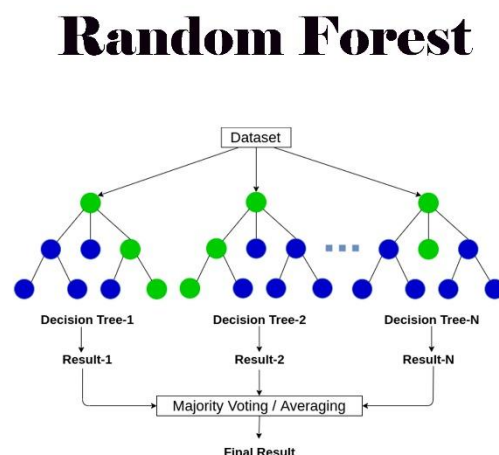 Random Forest
Dataset
Decision Tree-1 Decision Tree-2 Decision Tree-N
Result-1 Result-2 Result-N
Majority Voting / Averaging
Final Result